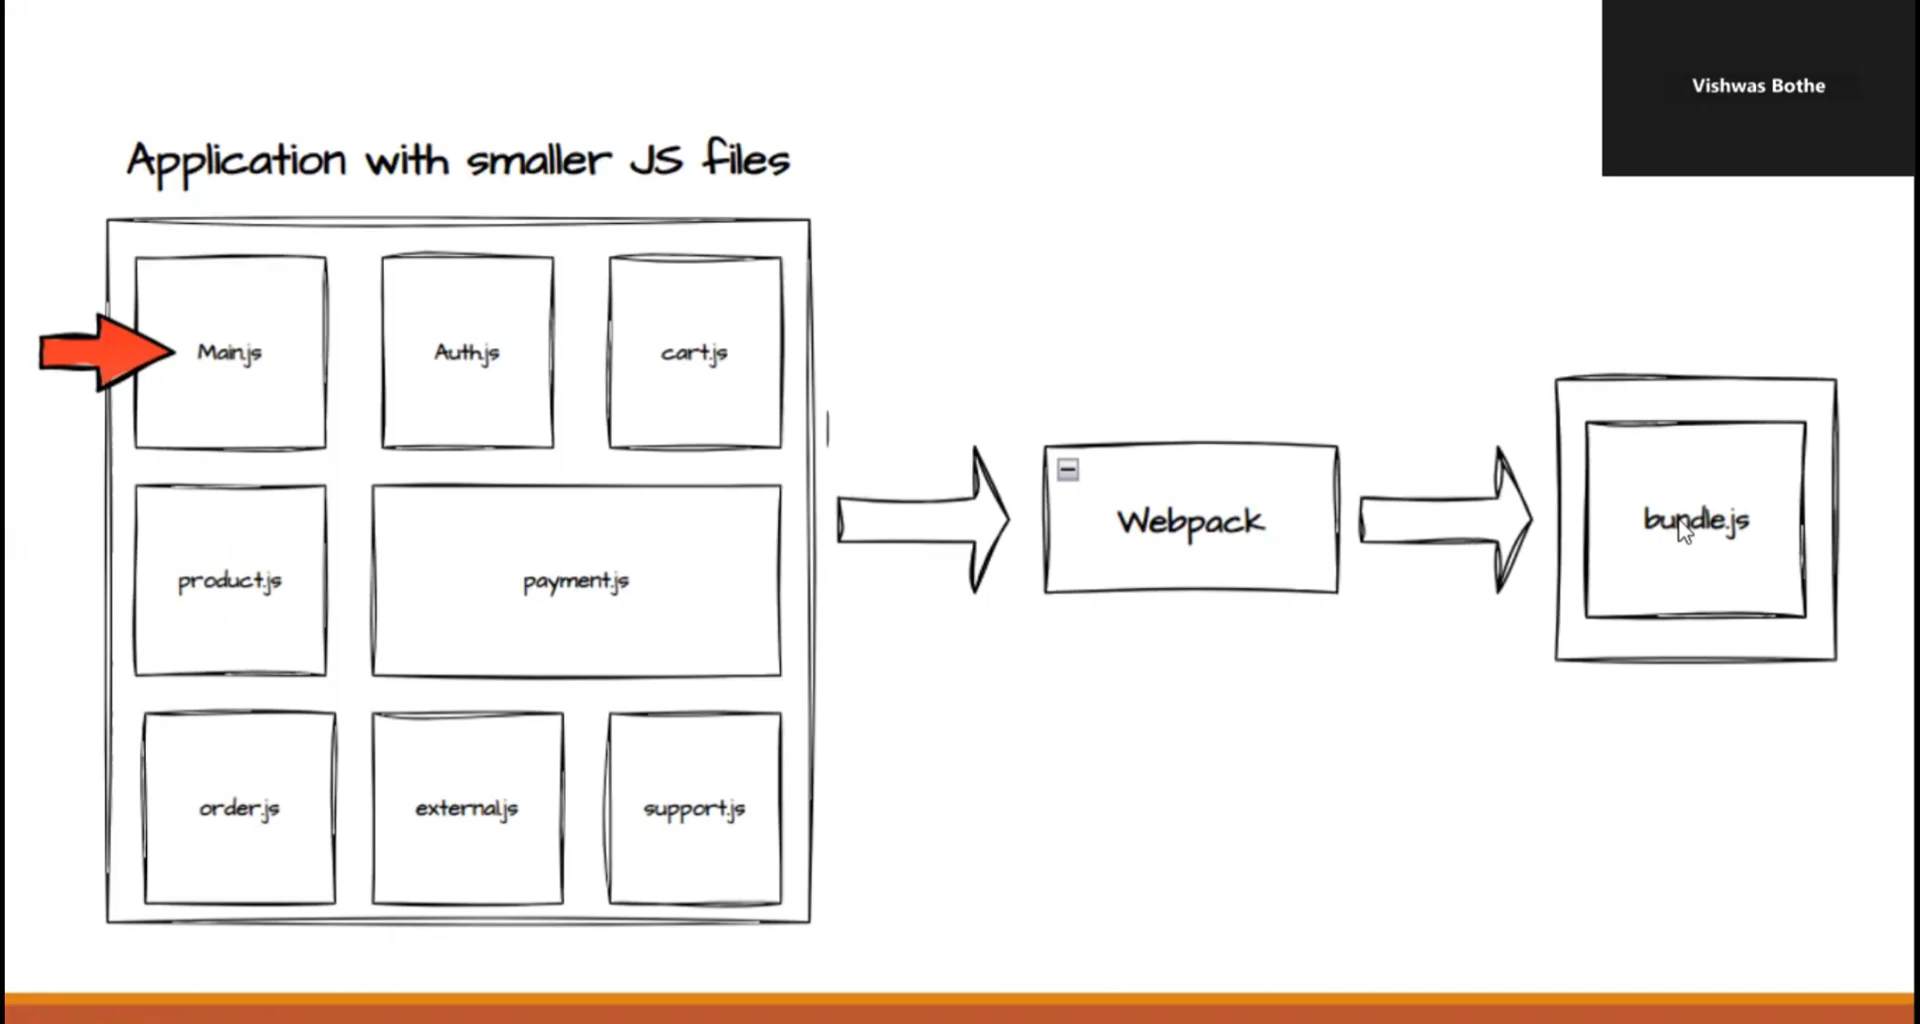 Vishwas Bothe
Application with smaller JS files
Main.js
Auth.js
cart.js
product.js
payment.js
order.js
external.js
support.js
Webpack
bundle.js